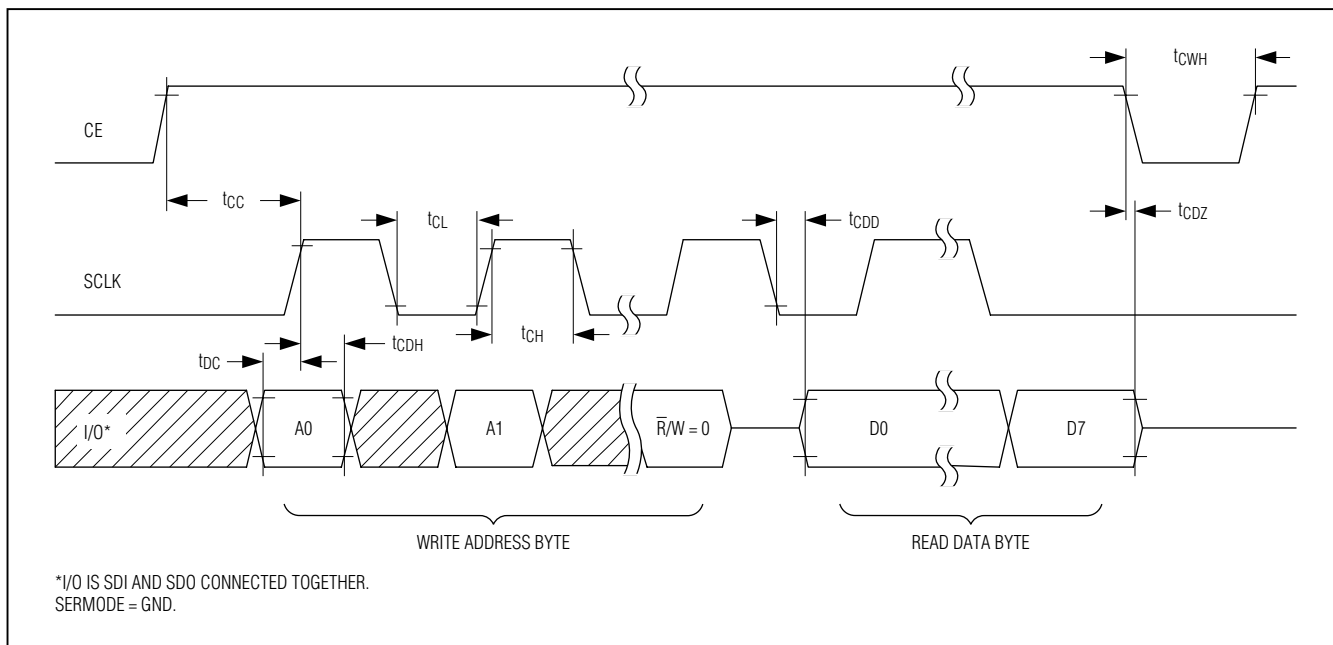 tCWH
CE
tCC
tCL
tCDD
tCDZ
SCLK
tCH
tDC
tCDH
I/O*
A0
A1
R̅/W = 0
D0
D7
WRITE ADDRESS BYTE
READ DATA BYTE
*I/O IS SDI AND SDO CONNECTED TOGETHER.
SERMODE = GND.